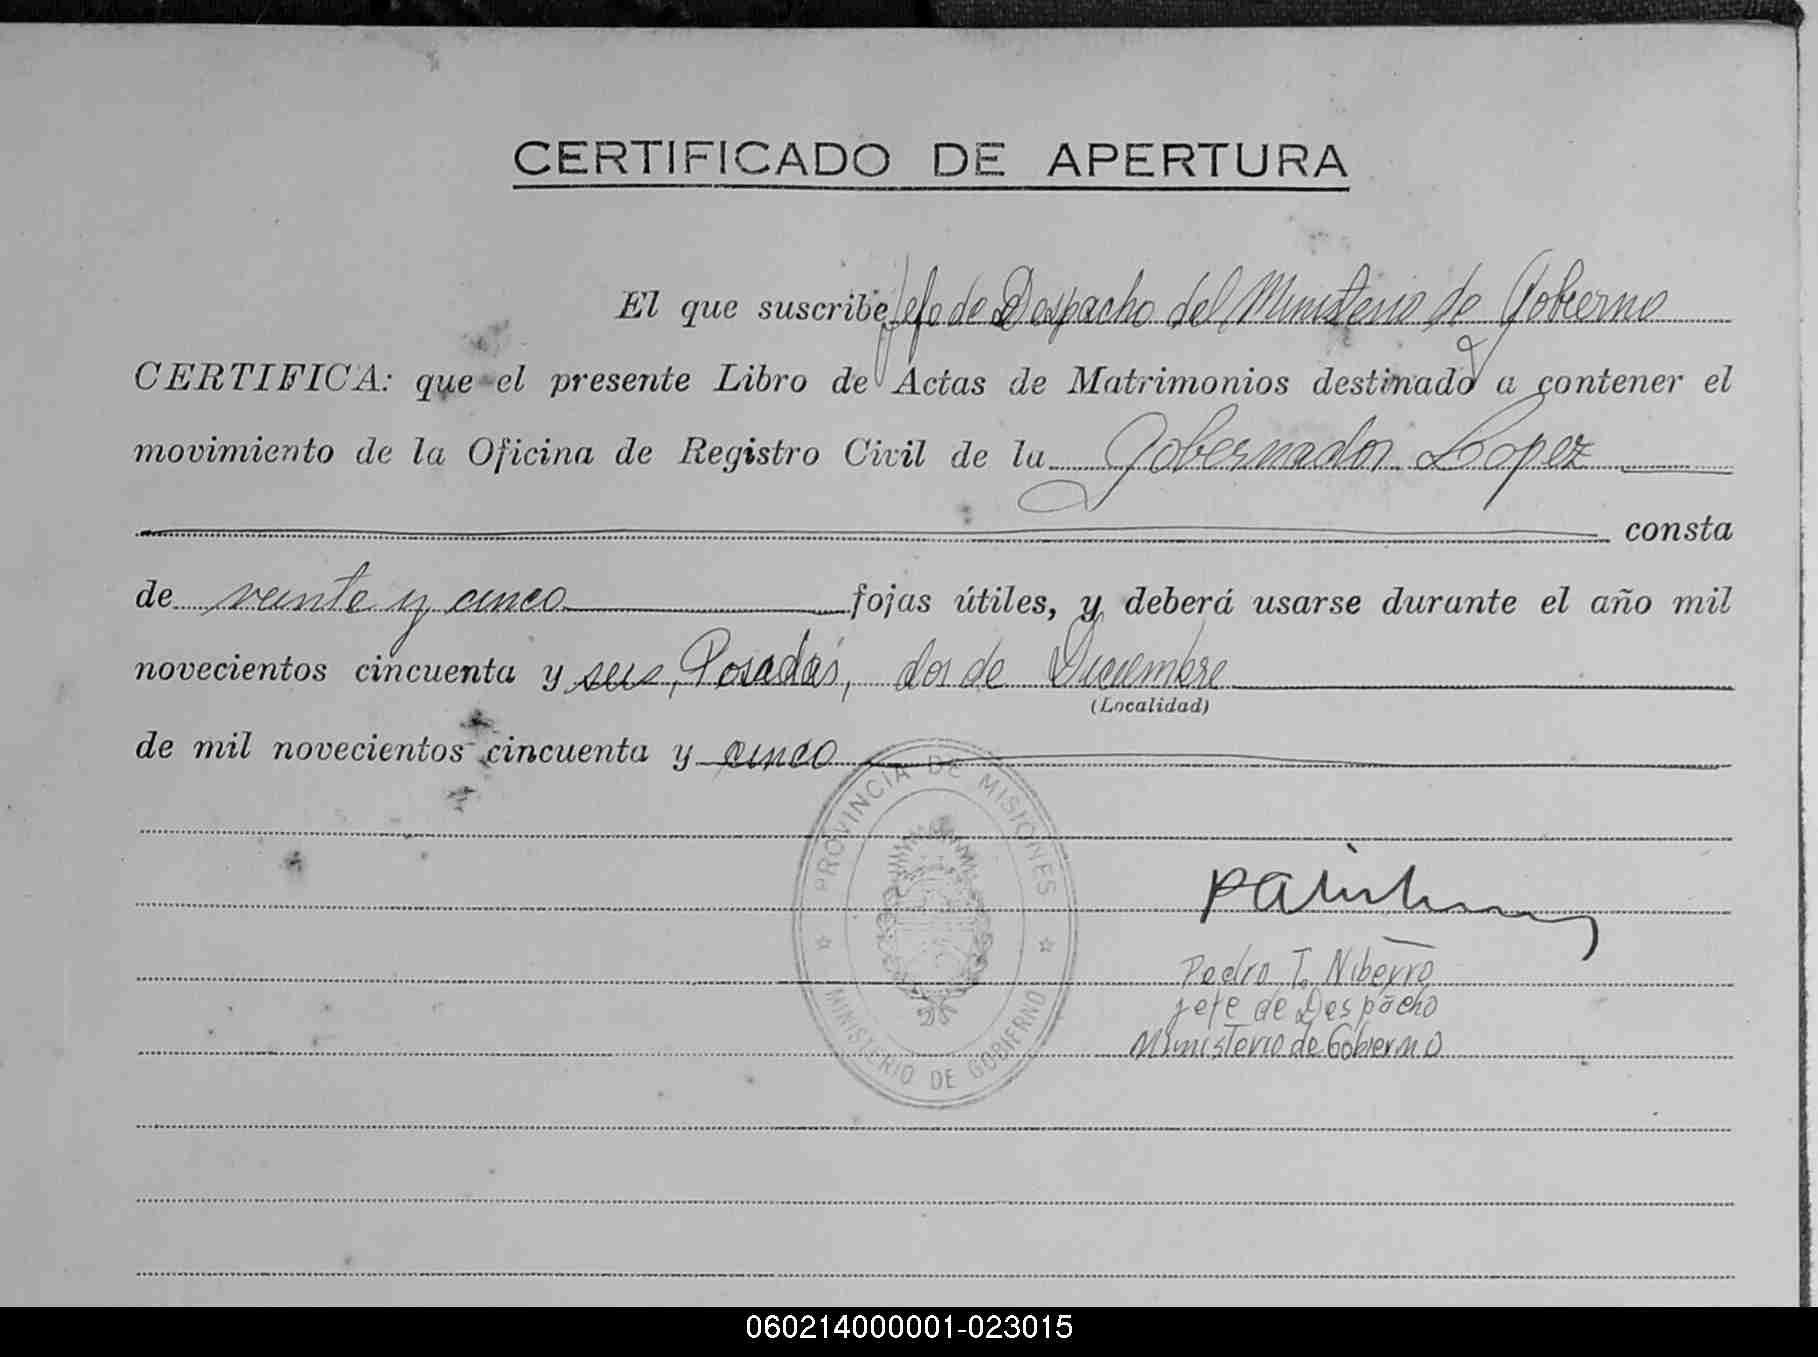 CERTIFICADO DE APERTURA
El que suscribe, Jefe de Despacho del Ministerio de Gobierno
CERTIFICA: que el presente Libro de Actas de Matrimonios destinado a contener el
movimiento de la Oficina de Registro Civil de la Gobernador Lopez
consta
de veinte y cinco fojas útiles, y deberá usarse durante el año mil
novecientos cincuenta y seis, Posadas, dos de Diciembre
(Localidad)
de mil novecientos cincuenta y cinco
PROVINCIA DE MISIONES
MINISTERIO DE GOBIERNO
Pedro T. Niberro
Jefe de Despacho
Ministerio de Gobierno
060214000001-023015